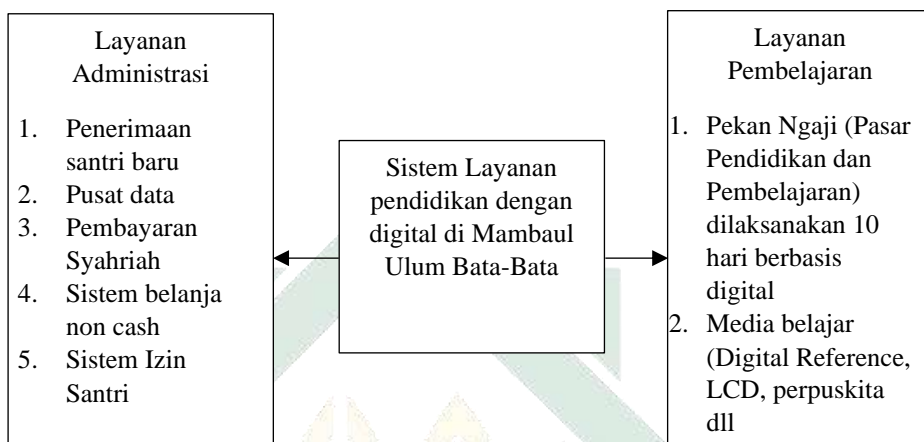 Layanan
Administrasi
1. Penerimaan
santri baru
2. Pusat data
3. Pembayaran
Syahriah
4. Sistem belanja
non cash
5. Sistem Izin
Santri
Sistem Layanan
pendidikan dengan
digital di Mambaul
Ulum Bata-Bata
Layanan
Pembelajaran
1. Pekan Ngaji (Pasar
Pendidikan dan
Pembelajaran)
dilaksanakan 10
hari berbasis
digital
2. Media belajar
(Digital Reference,
LCD, perpuskita
dll